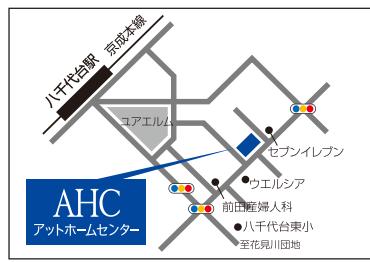 京成本線
八千代台駅
ユアエルム
セブンイレブン
ウエルシア
前田産婦人科
八千代台東小
至花見川団地
AHC
アットホームセンター